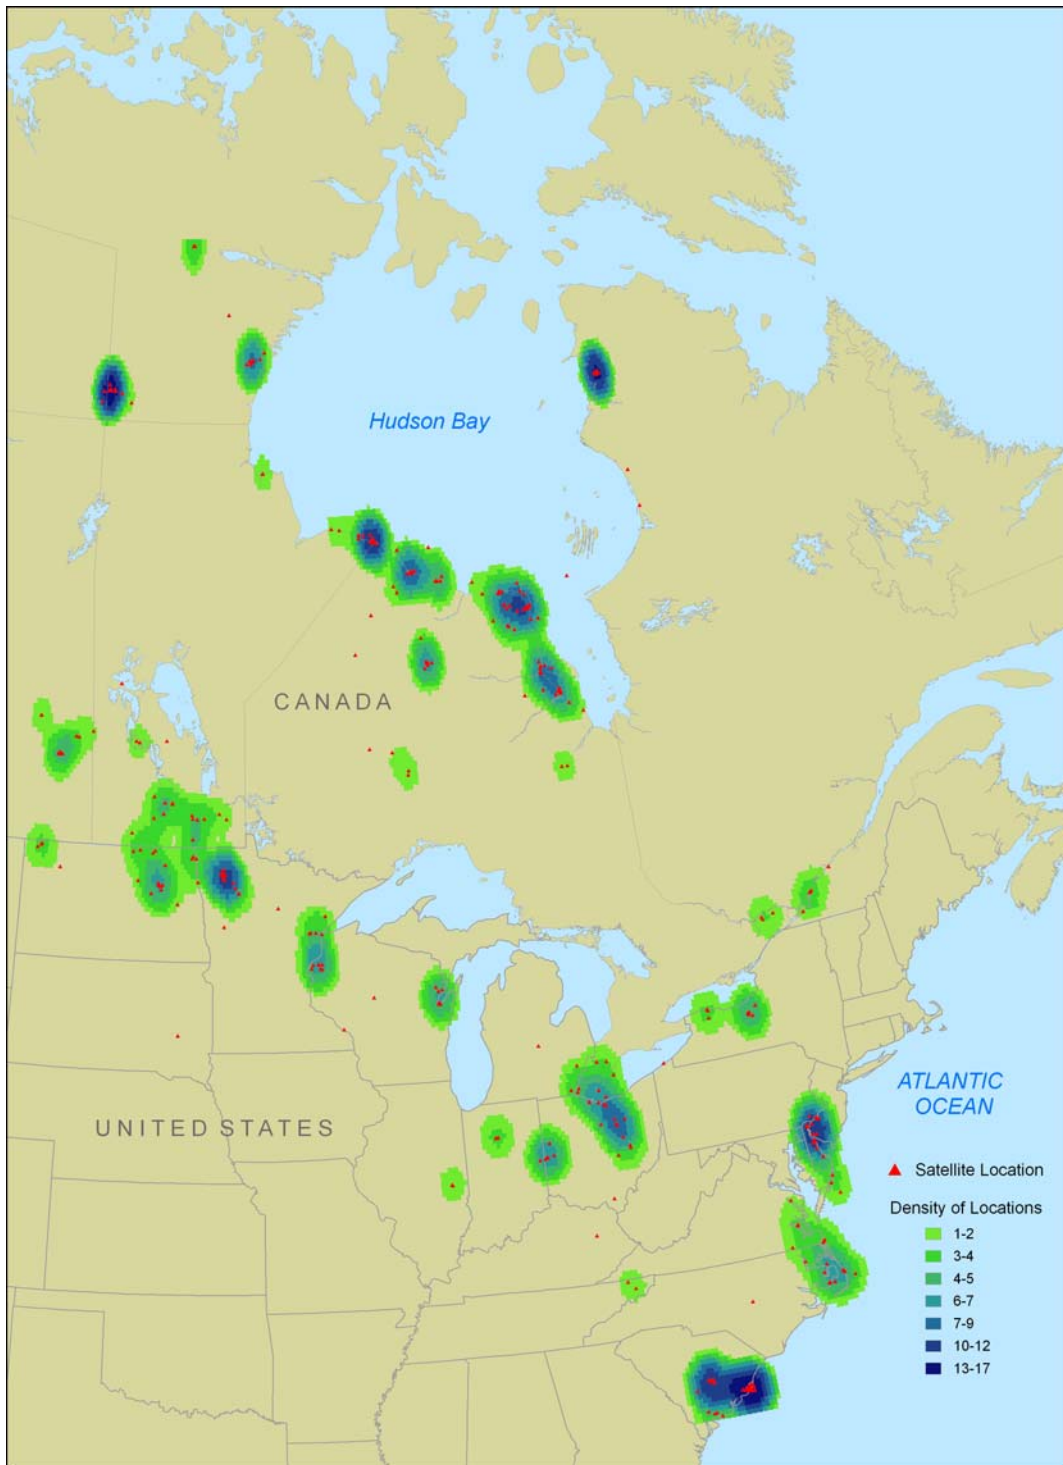 Hudson Bay
CANADA
ATLANTIC
OCEAN
UNITED STATES
Satellite Location
Density of Locations
1-2
3-4
4-5
6-7
7-9
10-12
13-17